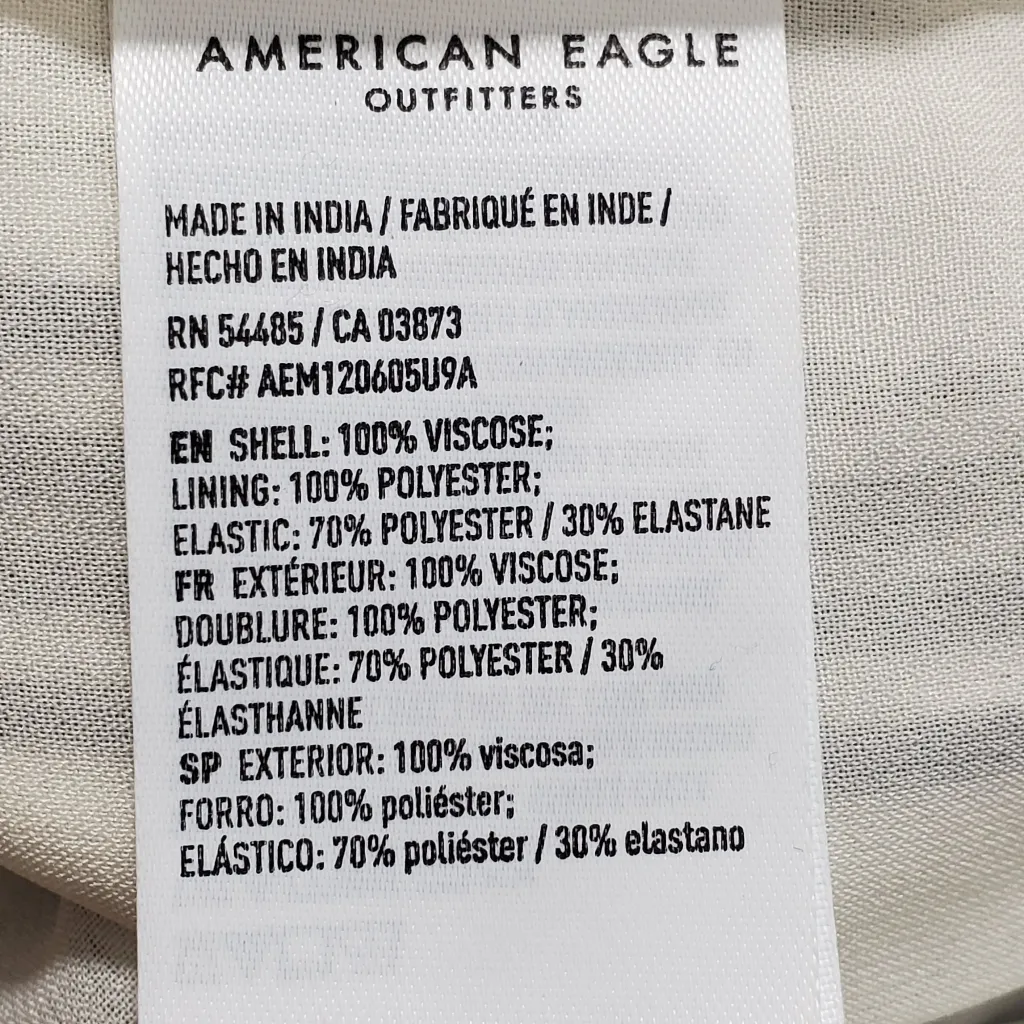 AMERICAN EAGLE
OUTFITTERS
MADE IN INDIA / FABRIQUÉ EN INDE /
HECHO EN INDIA
RN 54485 / CA 03873
RFC# AEM120605U9A
EN SHELL: 100% VISCOSE;
LINING: 100% POLYESTER;
ELASTIC: 70% POLYESTER / 30% ELASTANE
FR EXTÉRIEUR: 100% VISCOSE;
DOUBLURE: 100% POLYESTER;
ÉLASTIQUE: 70% POLYESTER / 30%
ÉLASTHANNE
SP EXTERIOR: 100% viscosa;
FORRO: 100% poliéster;
ELÁSTICO: 70% poliéster / 30% elastano